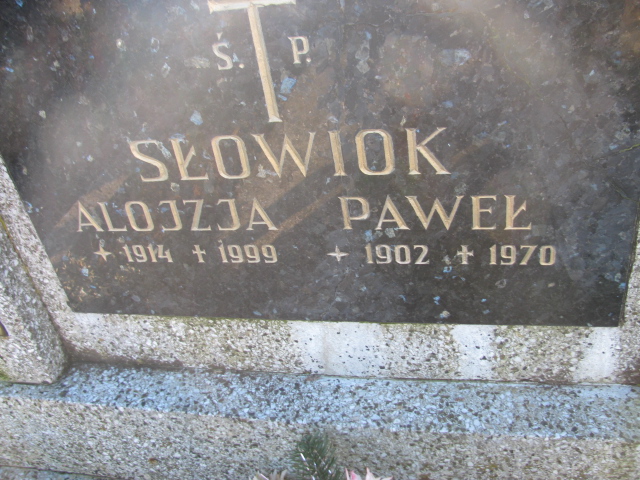 Ś. P.
SŁOWIOK
ALOJZJA PAWEŁ
1914 1999 1902 1970